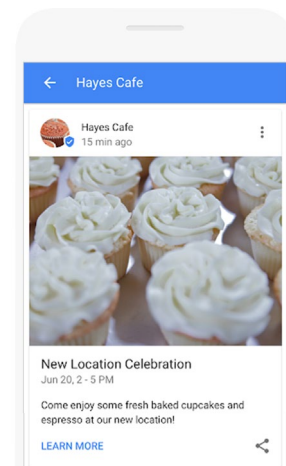 Hayes Cafe
Hayes Cafe
15 min ago
New Location Celebration
Jun 20, 2 - 5 PM
Come enjoy some fresh baked cupcakes and
espresso at our new location!
LEARN MORE